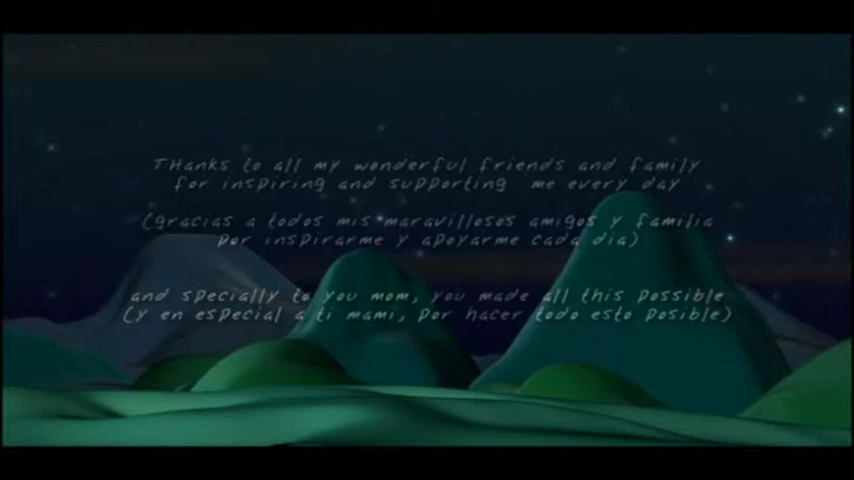 THanks to all my wonderful friends and family
for inspiring and supporting me every day
(gracias a todos mis maravillosos amigos y familia
por inspirarme y apoyarme cada dia)
and specially to you mom, you made all this possible
(y en especial a ti mami, por hacer todo esto posible)